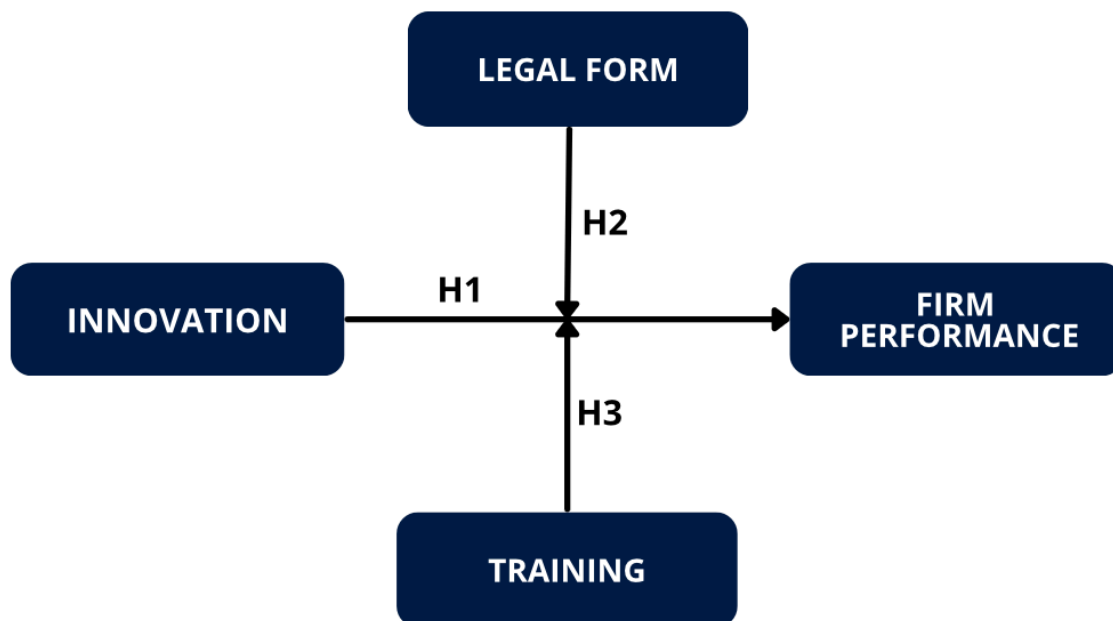 LEGAL FORM
H2
H1
INNOVATION
FIRM
PERFORMANCE
H3
TRAINING